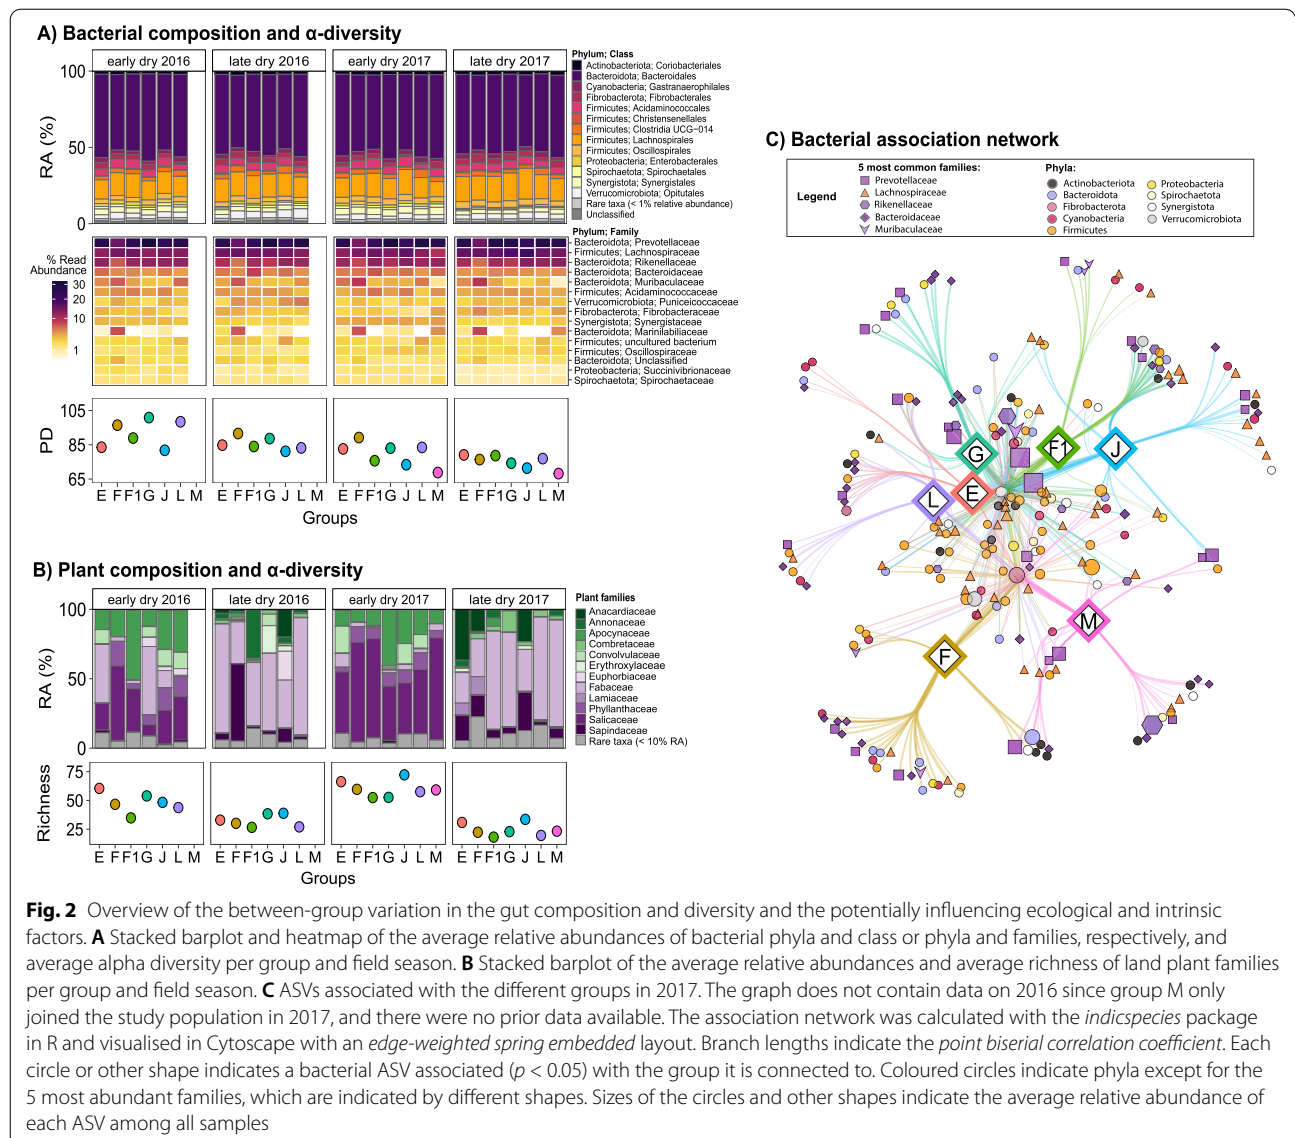 A) Bacterial composition and α-diversity
early dry 2016
late dry 2016
early dry 2017
late dry 2017
RA (%)
100
50
0
Phylum; Class
Actinobacteriota; Coriobacteriales
Bacteroidota; Bacteroidales
Cyanobacteria; Gastranaerophilales
Fibrobacterota; Fibrobacterales
Firmicutes; Acidaminococcales
Firmicutes; Christensenellales
Firmicutes; Clostridia UCG−014
Firmicutes; Lachnospirales
Firmicutes; Oscillospirales
Proteobacteria; Enterobacterales
Spirochaetota; Spirochaetales
Synergistota; Synergistales
Verrucomicrobiota; Opitutales
Rare taxa (< 1% relative abundance)
Unclassified
% Read
Abundance
30
20
10
1
Phylum; Family
Bacteroidota; Prevotellaceae
Firmicutes; Lachnospiraceae
Bacteroidota; Rikenellaceae
Bacteroidota; Bacteroidaceae
Bacteroidota; Muribaculaceae
Firmicutes; Acidaminococcaceae
Verrucomicrobiota; Puniceicoccaceae
Fibrobacterota; Fibrobacteraceae
Synergistota; Synergistaceae
Bacteroidota; Marinilabiliaceae
Firmicutes; uncultured bacterium
Firmicutes; Oscillospiraceae
Bacteroidota; Unclassified
Proteobacteria; Succinivibrionaceae
Spirochaetota; Spirochaetaceae
PD
105
85
65
E F F1 G J L M
E F F1 G J L M
E F F1 G J L M
E F F1 G J L M
Groups
B) Plant composition and α-diversity
early dry 2016
late dry 2016
early dry 2017
late dry 2017
RA (%)
100
50
0
Plant families
Anacardiaceae
Annonaceae
Apocynaceae
Combretaceae
Convolvulaceae
Erythroxylaceae
Euphorbiaceae
Fabaceae
Lamiaceae
Phyllanthaceae
Salicaceae
Sapindaceae
Rare taxa (< 10% RA)
Richness
75
50
25
E F F1 G J L M
E F F1 G J L M
E F F1 G J L M
E F F1 G J L M
Groups
C) Bacterial association network
Legend
5 most common families:
Prevotellaceae
Lachnospiraceae
Rikenellaceae
Bacteroidaceae
Muribaculaceae
Phyla:
Actinobacteriota
Bacteroidota
Fibrobacterota
Cyanobacteria
Firmicutes
Proteobacteria
Spirochaetota
Synergistota
Verrucomicrobiota
G
F1
J
L
E
M
F
Fig. 2 Overview of the between-group variation in the gut composition and diversity and the potentially influencing ecological and intrinsic
factors. A Stacked barplot and heatmap of the average relative abundances of bacterial phyla and class or phyla and families, respectively, and
average alpha diversity per group and field season. B Stacked barplot of the average relative abundances and average richness of land plant families
per group and field season. C ASVs associated with the different groups in 2017. The graph does not contain data on 2016 since group M only
joined the study population in 2017, and there were no prior data available. The association network was calculated with the indicspecies package
in R and visualised in Cytoscape with an edge-weighted spring embedded layout. Branch lengths indicate the point biserial correlation coefficient. Each
circle or other shape indicates a bacterial ASV associated (p < 0.05) with the group it is connected to. Coloured circles indicate phyla except for the
5 most abundant families, which are indicated by different shapes. Sizes of the circles and other shapes indicate the average relative abundance of
each ASV among all samples